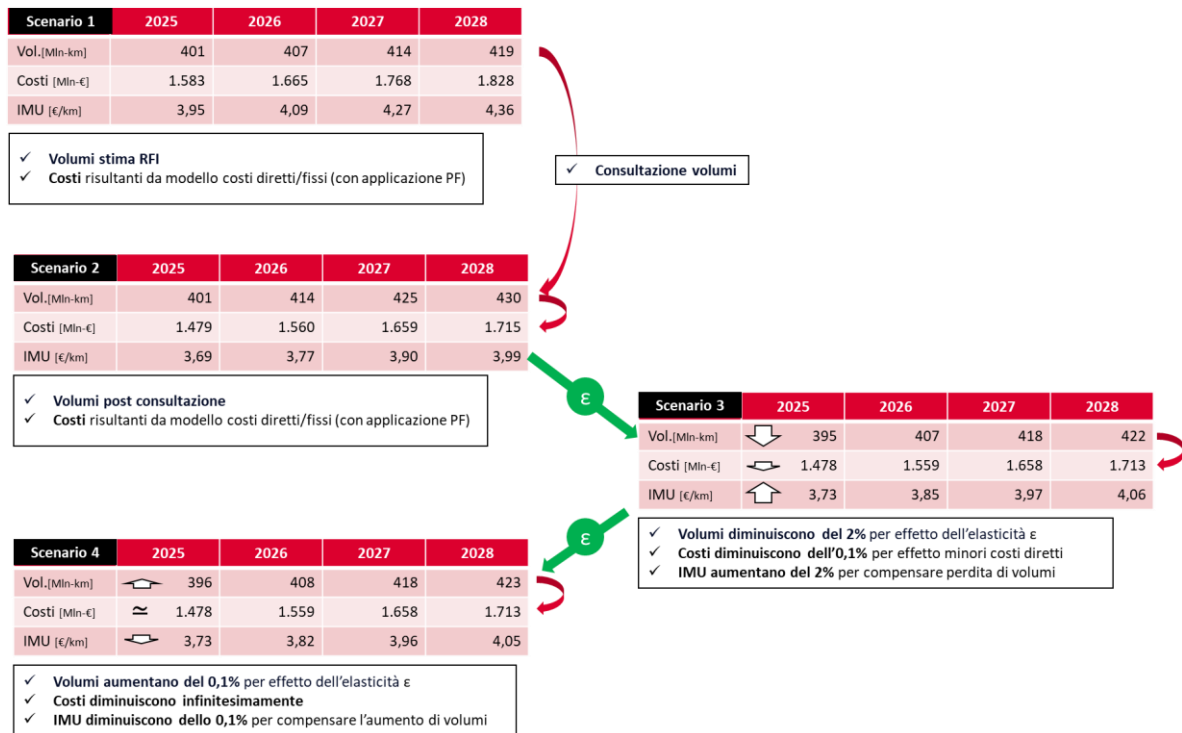 Scenario 1 2025 2026 2027 2028
Vol.[Mln-km] 401 407 414 419
Costi [Mln-€] 1.583 1.665 1.768 1.828
IMU [€/km] 3,95 4,09 4,27 4,36
✓ Volumi stima RFI
✓ Costi risultanti da modello costi diretti/fissi (con applicazione PF)
✓ Consultazione volumi
Scenario 2 2025 2026 2027 2028
Vol.[Mln-km] 401 414 425 430
Costi [Mln-€] 1.479 1.560 1.659 1.715
IMU [€/km] 3,69 3,77 3,90 3,99
✓ Volumi post consultazione
✓ Costi risultanti da modello costi diretti/fissi (con applicazione PF)
ε
Scenario 3 2025 2026 2027 2028
Vol.[Mln-km] 395 407 418 422
Costi [Mln-€] 1.478 1.559 1.658 1.713
IMU [€/km] 3,73 3,85 3,97 4,06
✓ Volumi diminuiscono del 2% per effetto dell'elasticità ε
✓ Costi diminuiscono dell'0,1% per effetto minori costi diretti
✓ IMU aumentano del 2% per compensare perdita di volumi
ε
Scenario 4 2025 2026 2027 2028
Vol.[Mln-km] 396 408 418 423
Costi [Mln-€] ≃ 1.478 1.559 1.658 1.713
IMU [€/km] 3,73 3,82 3,96 4,05
✓ Volumi aumentano del 0,1% per effetto dell'elasticità ε
✓ Costi diminuiscono infinitesimamente
✓ IMU diminuiscono dello 0,1% per compensare l'aumento di volumi